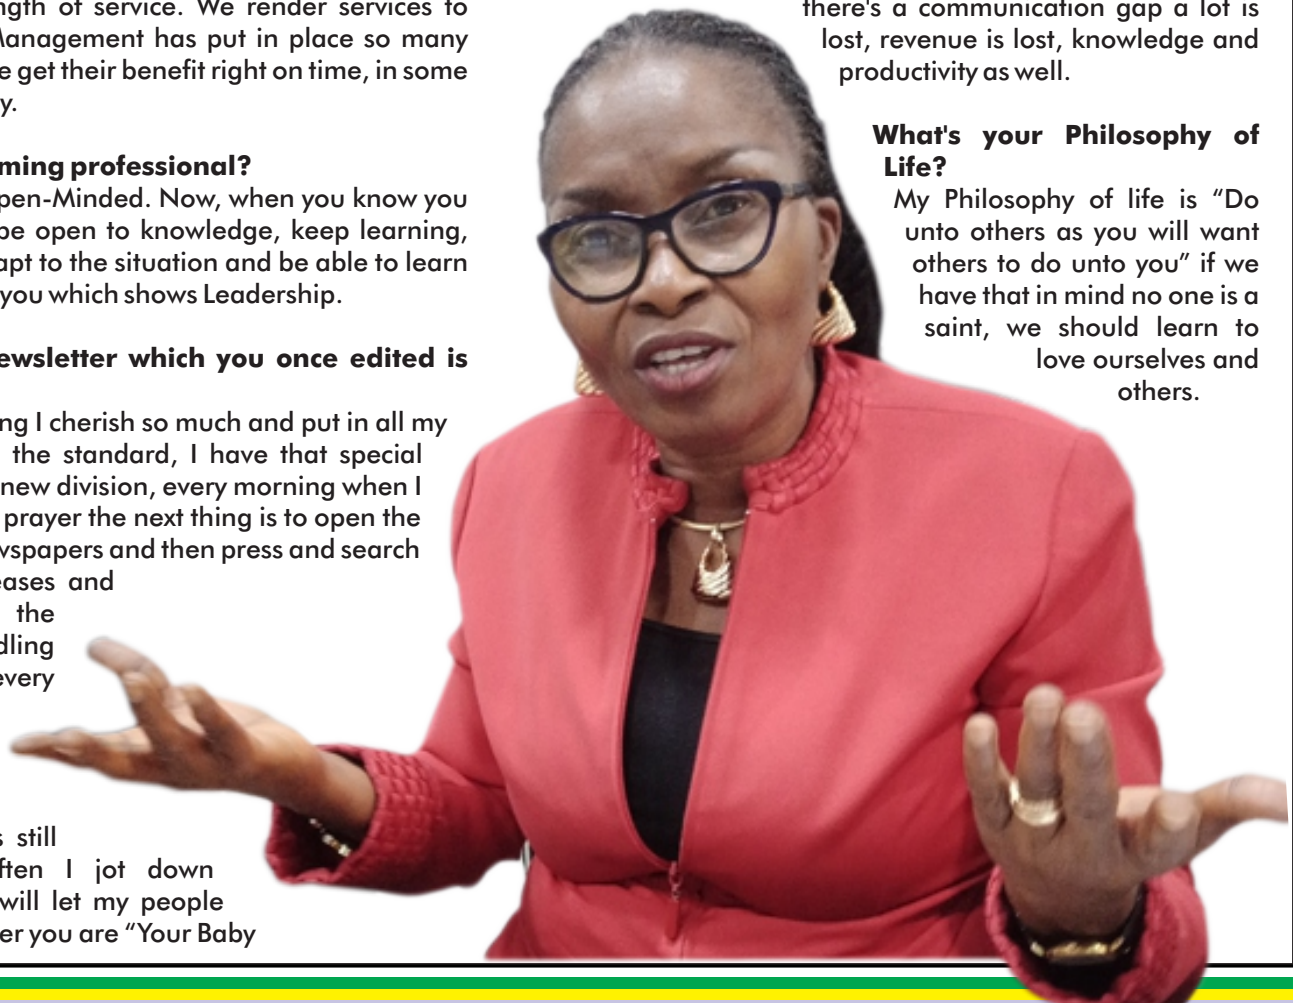 ngth of service. We render services to
Management has put in place so many
e get their benefit right on time, in some
y.
ming professional?
pen-Minded. Now, when you know you
be open to knowledge, keep learning,
apt to the situation and be able to learn
you which shows Leadership.
ewsletter which you once edited is
ng I cherish so much and put in all my
the standard, I have that special
new division, every morning when I
prayer the next thing is to open the
wspapers and then press and search
eases and
the
dling
every
s still
ften I jot down
will let my people
er you are “Your Baby
there's a communication gap a lot is
lost, revenue is lost, knowledge and
productivity as well.
What's your Philosophy of
Life?
My Philosophy of life is “Do
unto others as you will want
others to do unto you” if we
have that in mind no one is a
saint, we should learn to
love ourselves and
others.